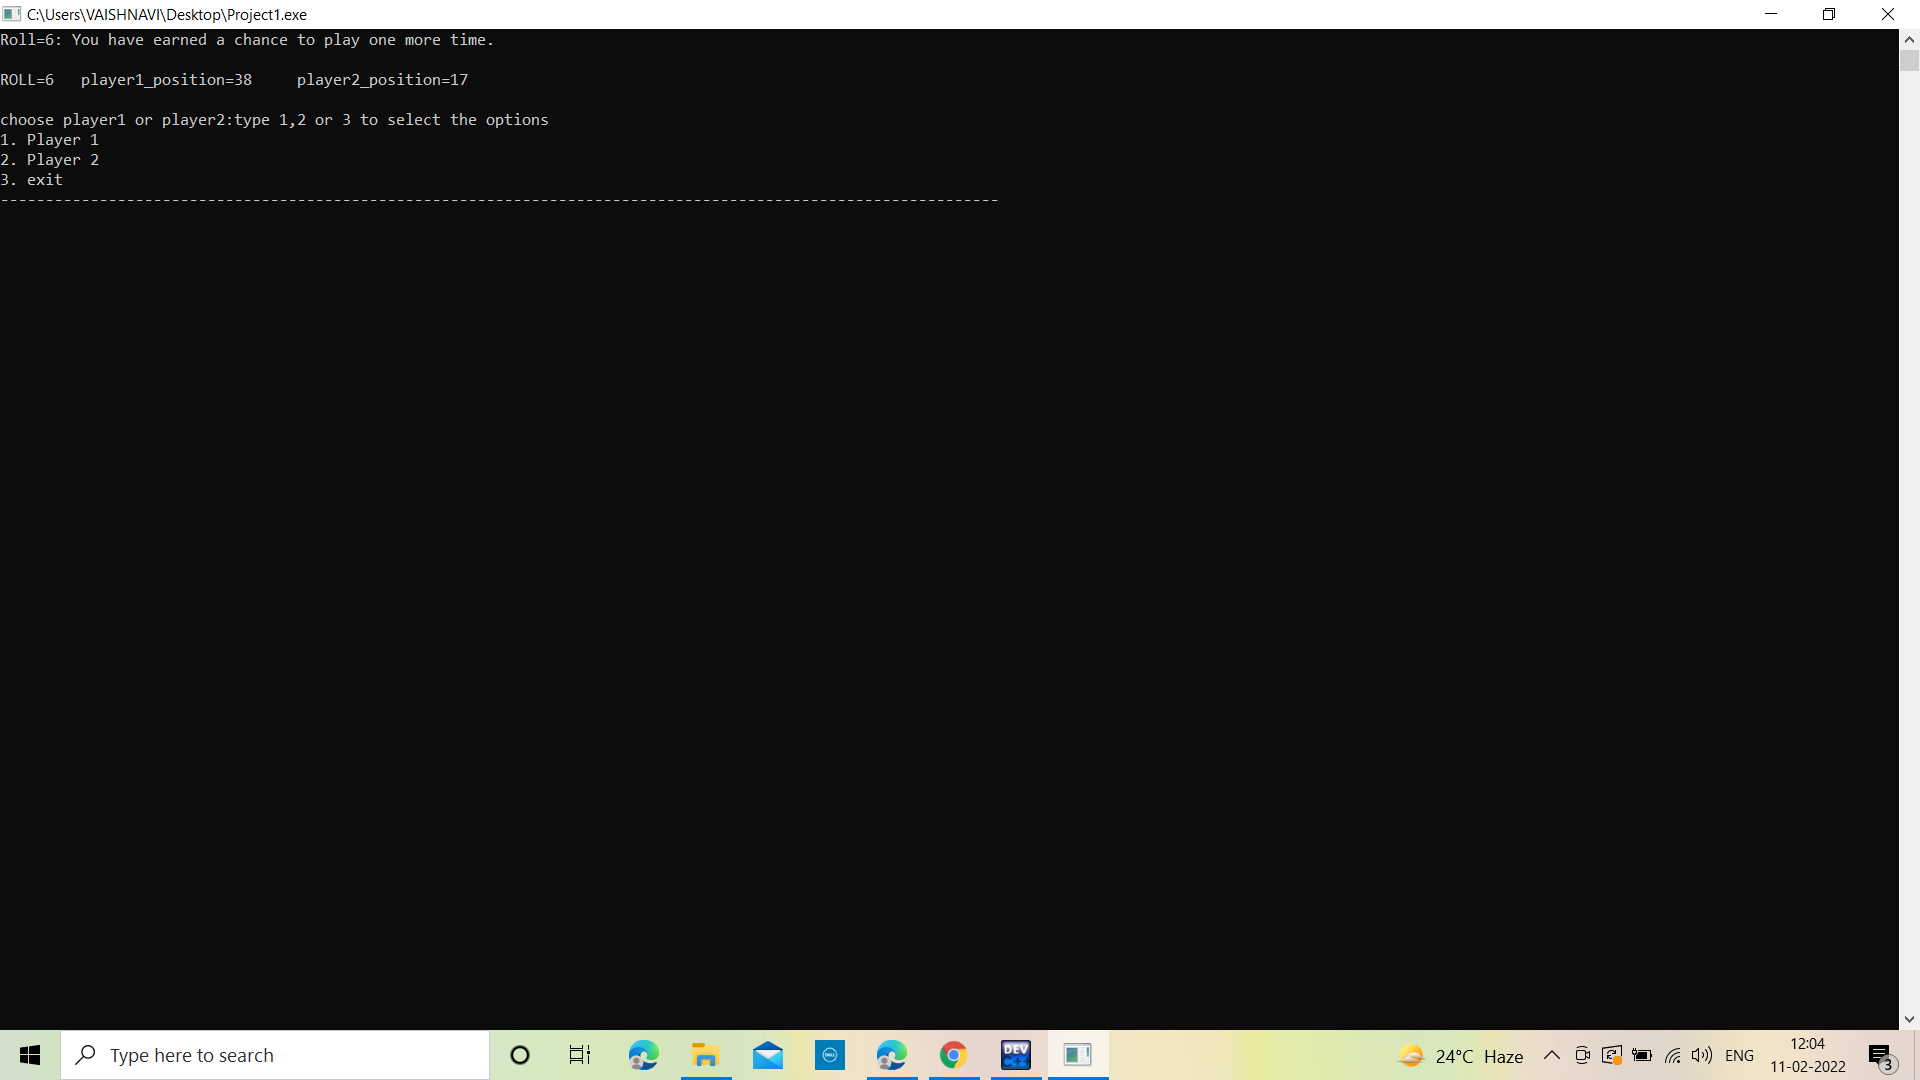 C:\Users\VAISHNAVI\Desktop\Project1.exe
Roll=6: You have earned a chance to play one more time.
ROLL=6   player1_position=38     player2_position=17
choose player1 or player2:type 1,2 or 3 to select the options
1. Player 1
2. Player 2
3. exit
---------------------------------------------------------------------------------------------------------------
Type here to search
DELL
DEV
C++
24°C Haze
ENG
12:04
11-02-2022
3